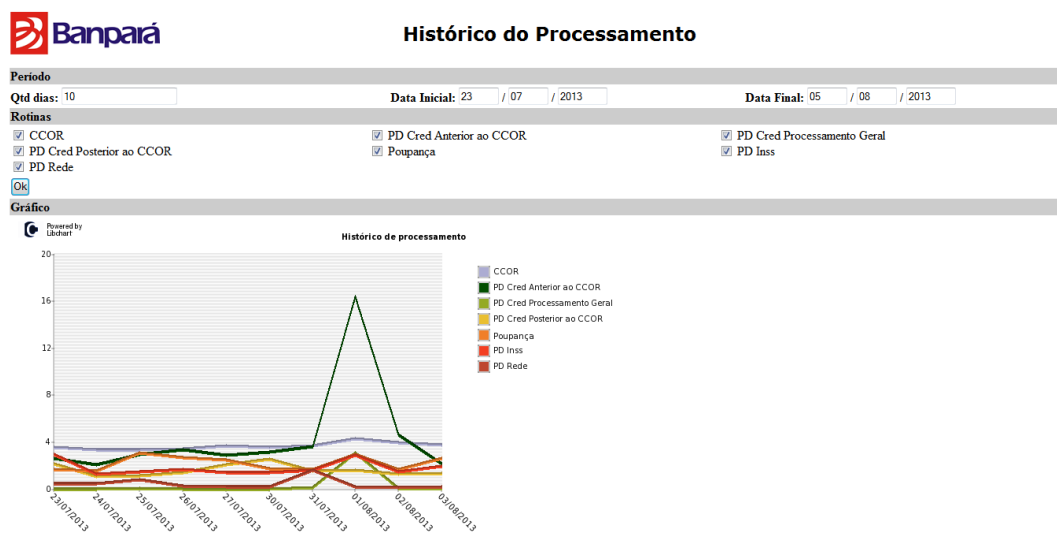 Banpará
Histórico do Processamento
Período
Qtd dias: 10 Data Inicial: 23 / 07 / 2013 Data Final: 05 / 08 / 2013
Rotinas
CCOR PD Cred Anterior ao CCOR PD Cred Processamento Geral
PD Cred Posterior ao CCOR Poupança PD Inss
PD Rede
Ok
Gráfico
Powered by
Libchart
Histórico de processamento
20
16
12
8
4
0
CCOR
PD Cred Anterior ao CCOR
PD Cred Processamento Geral
PD Cred Posterior ao CCOR
Poupança
PD Inss
PD Rede
23/07/2013
24/07/2013
25/07/2013
26/07/2013
27/07/2013
30/07/2013
31/07/2013
01/08/2013
02/08/2013
03/08/2013